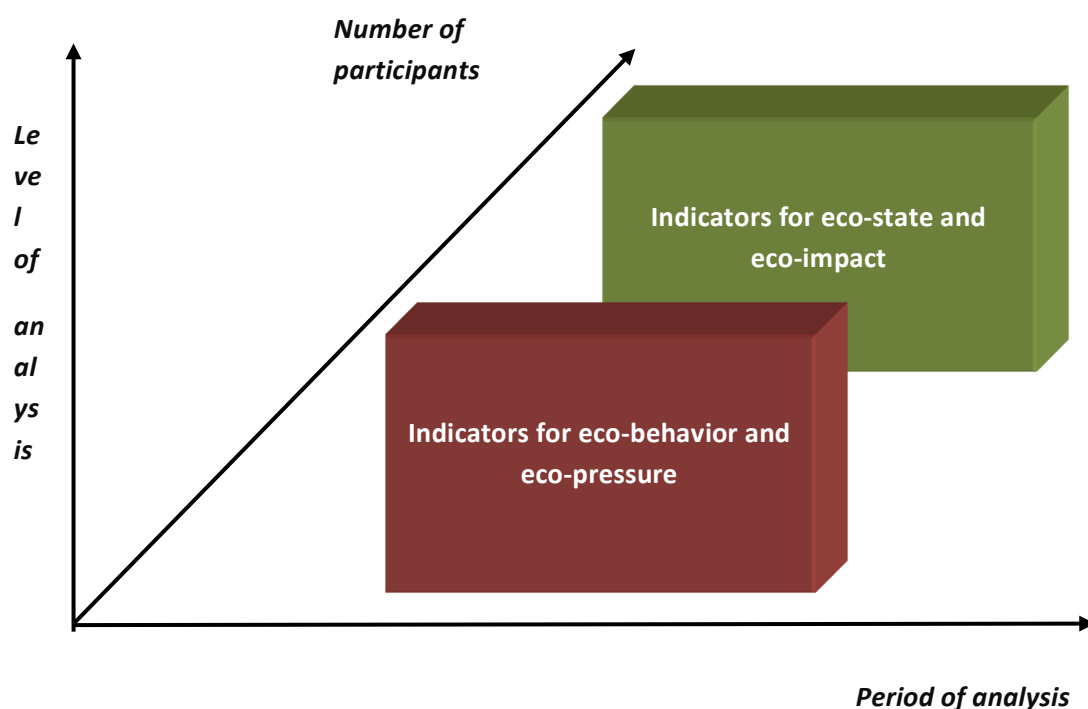 Number of
participants
Le
ve
l
of
an
al
ys
is
Indicators for eco-state and
eco-impact
Indicators for eco-behavior and
eco-pressure
Period of analysis